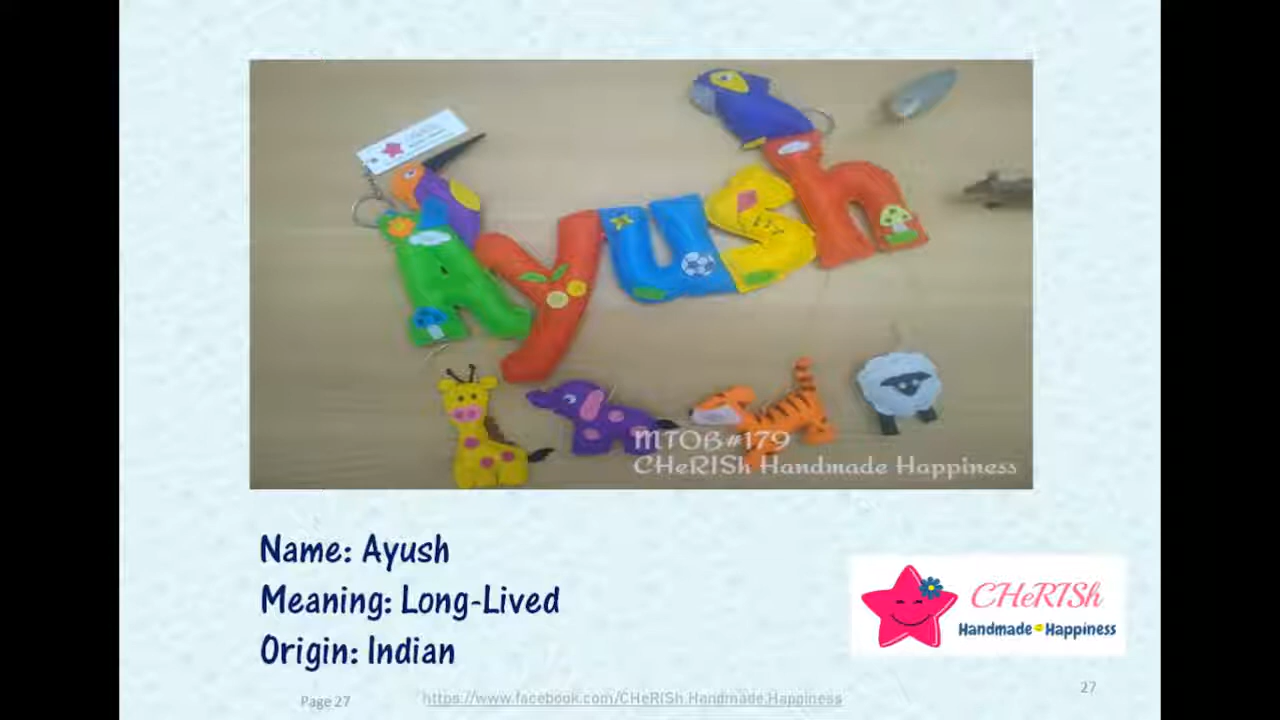 Ayush
MTOB#179
CHeRISh Handmade Happiness
Name: Ayush
Meaning: Long-Lived
Origin: Indian
CHeRISh
Handmade Happiness
Page 27
https://www.facebook.com/CHeRISh.Handmade.Happiness
27